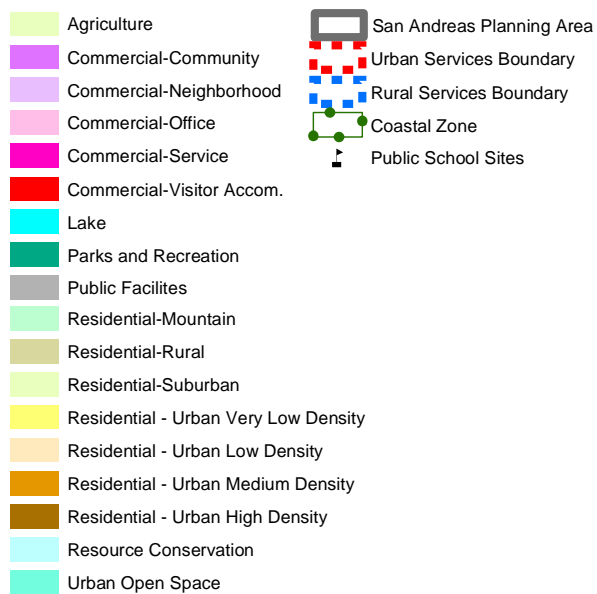 Agriculture
Commercial-Community
Commercial-Neighborhood
Commercial-Office
Commercial-Service
Commercial-Visitor Accom.
Lake
Parks and Recreation
Public Facilites
Residential-Mountain
Residential-Rural
Residential-Suburban
Residential - Urban Very Low Density
Residential - Urban Low Density
Residential - Urban Medium Density
Residential - Urban High Density
Resource Conservation
Urban Open Space
San Andreas Planning Area
Urban Services Boundary
Rural Services Boundary
Coastal Zone
Public School Sites